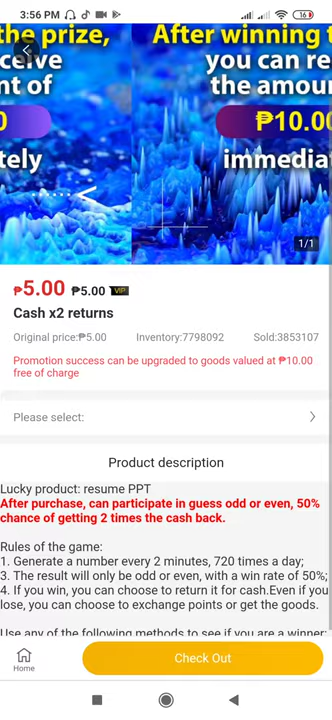 3:56 PM
16
the prize,
After winning t
ceive
you can re
nt of
the amou
0
₱10.00
tely
immedia
1/1
₱5.00 ₱5.00 VIP
Cash x2 returns
Original price:₱5.00 Inventory:7798092 Sold:3853107
Promotion success can be upgraded to goods valued at ₱10.00
free of charge
Please select:
Product description
Lucky product: resume PPT
After purchase, can participate in guess odd or even, 50%
chance of getting 2 times the cash back.
Rules of the game:
1. Generate a number every 2 minutes, 720 times a day;
3. The result will only be odd or even, with a win rate of 50%;
4. If you win, you can choose to return it for cash.Even if you
lose, you can choose to exchange points or get the goods.
Use any of the following methods to see if you are a winner:
Home
Check Out